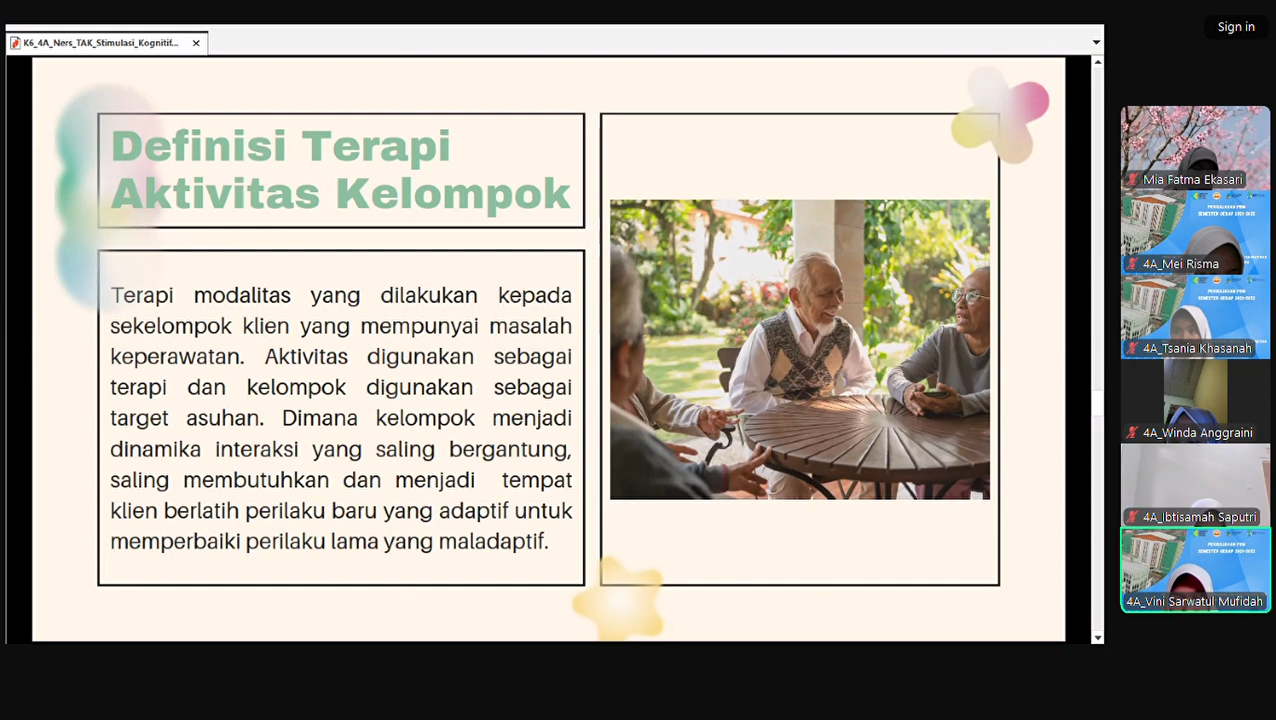 Sign in
K6_4A_Ners_TAK_Stimulasi_Kognitif...
Definisi Terapi
Aktivitas Kelompok
Terapi modalitas yang dilakukan kepada
sekelompok klien yang mempunyai masalah
keperawatan. Aktivitas digunakan sebagai
terapi dan kelompok digunakan sebagai
target asuhan. Dimana kelompok menjadi
dinamika interaksi yang saling bergantung,
saling membutuhkan dan menjadi tempat
klien berlatih perilaku baru yang adaptif untuk
memperbaiki perilaku lama yang maladaptif.
Mia Fatma Ekasari
4A_Mei Risma
4A_Tsania Khasanah
4A_Winda Anggraini
4A_Ibtisamah Saputri
4A_Vini Sarwatul Mufidah